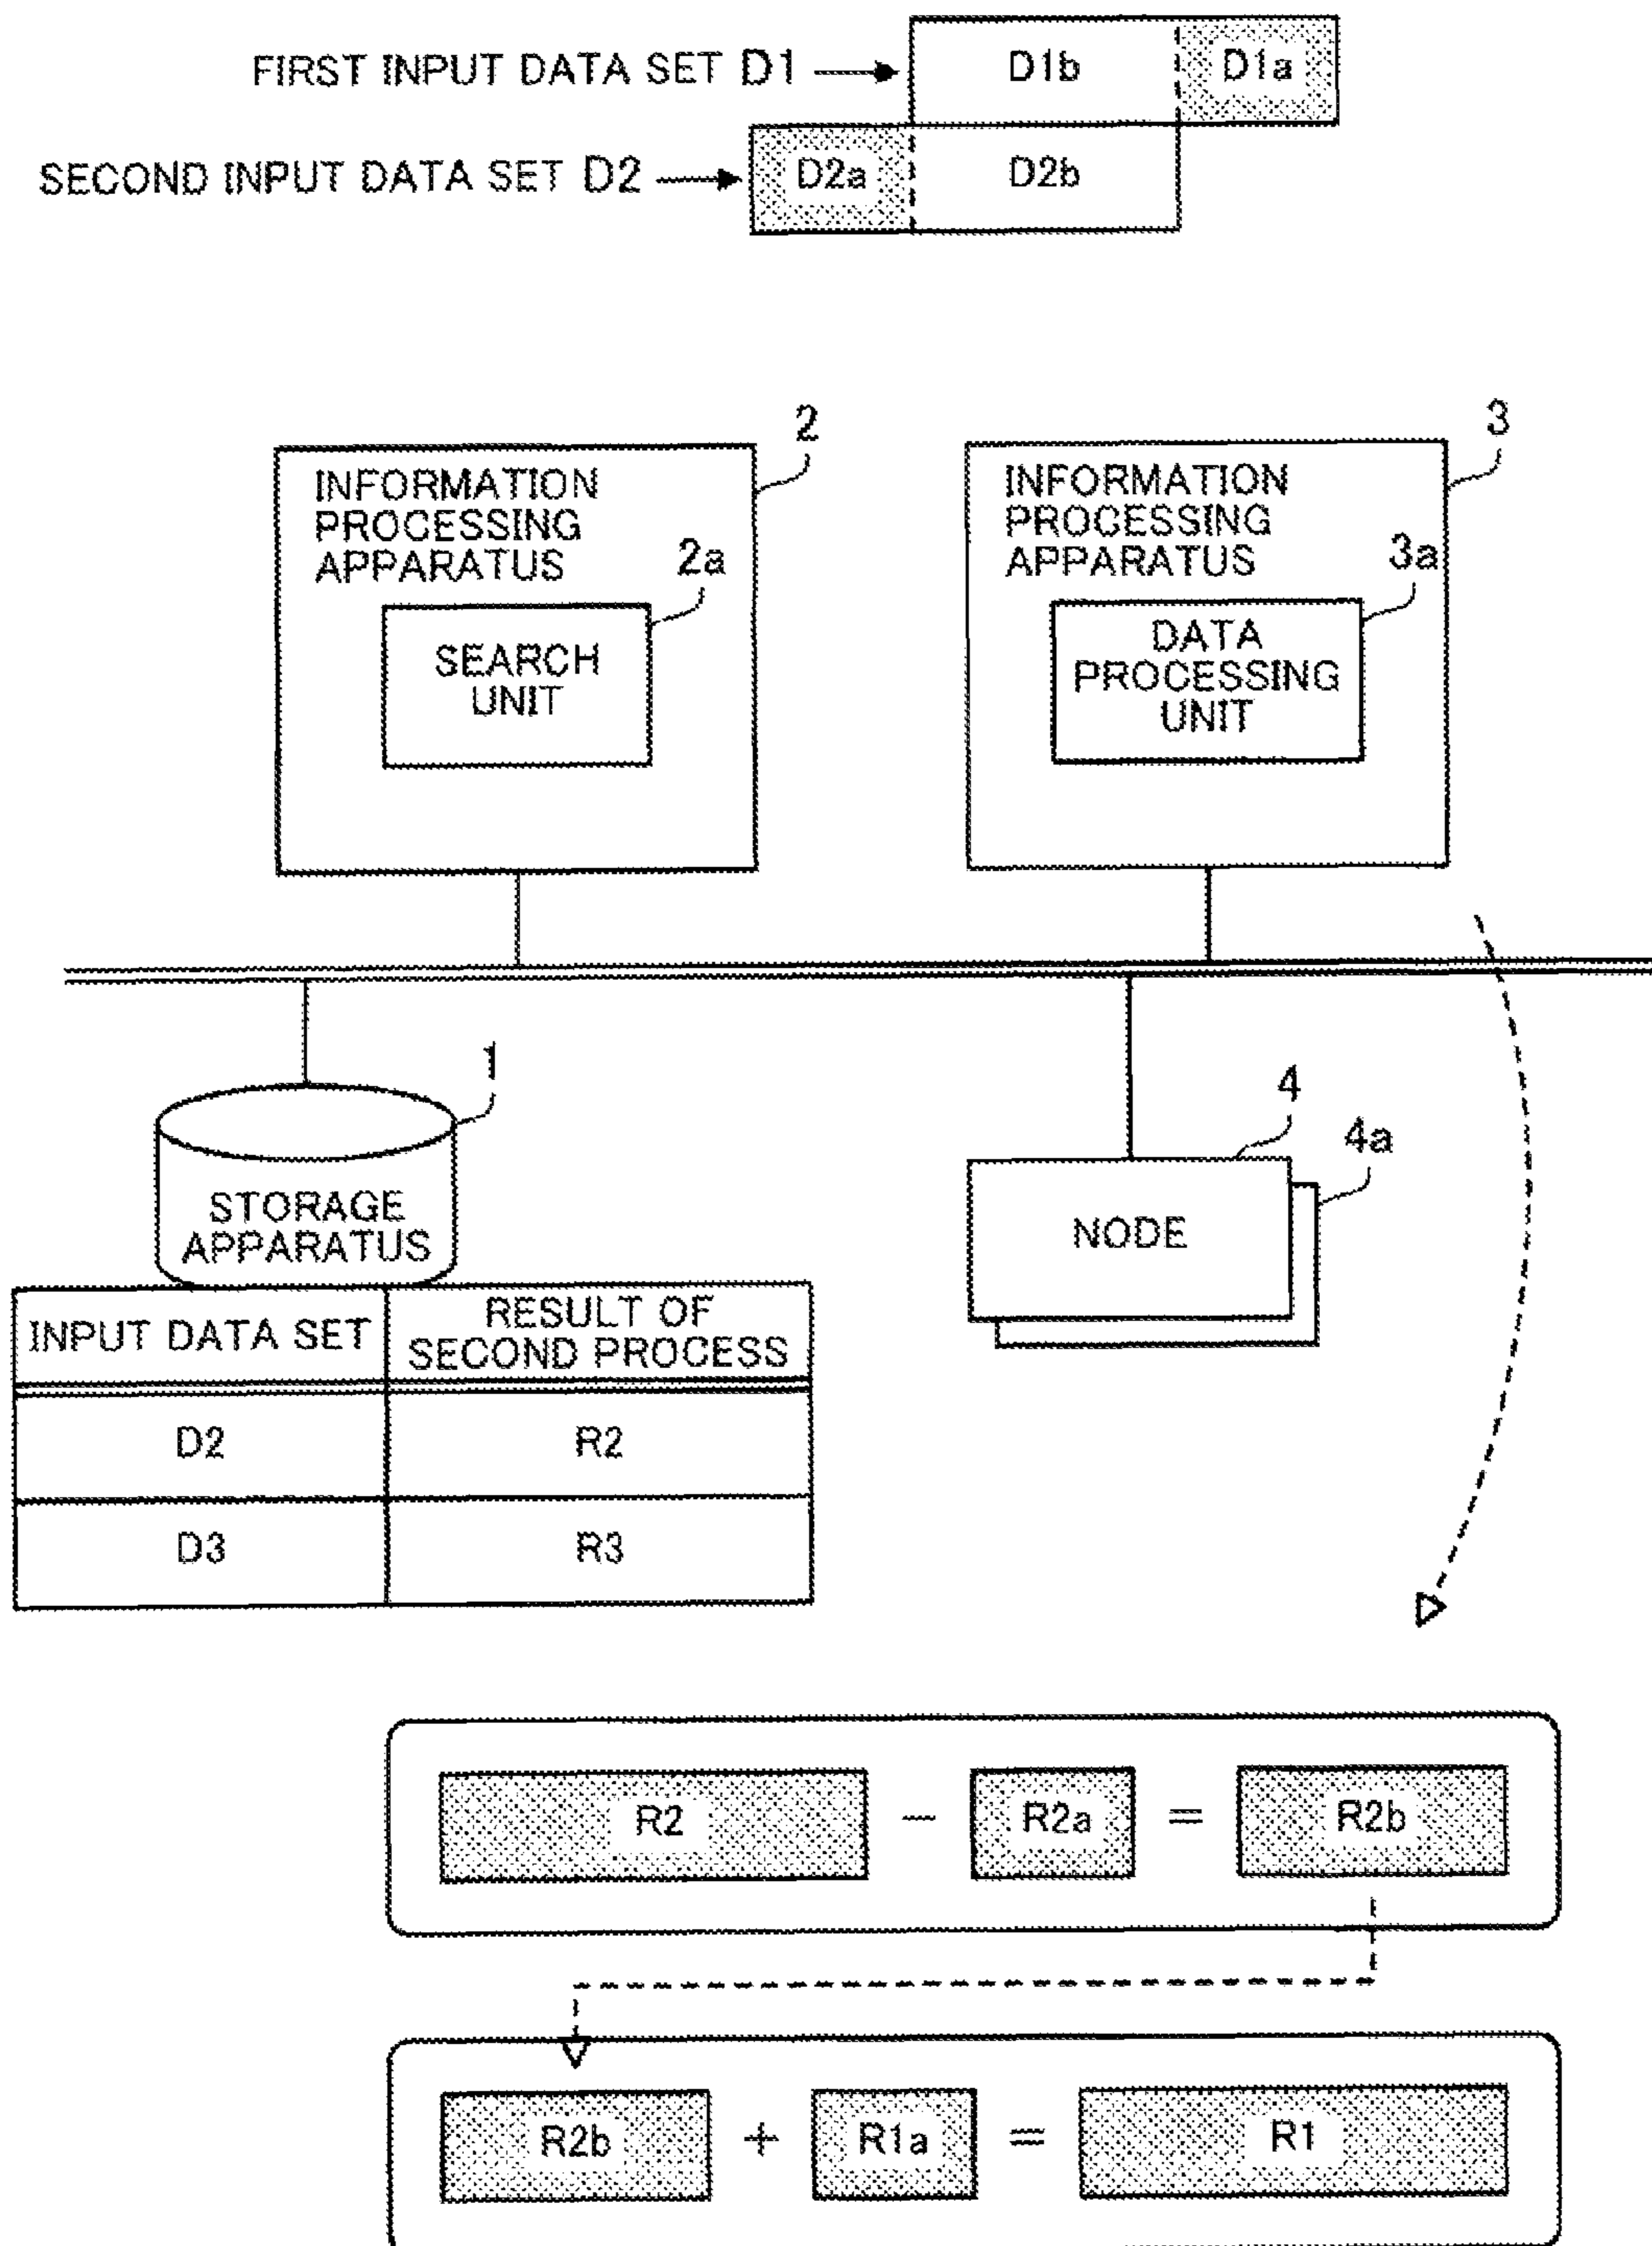 FIRST INPUT DATA SET D1
D1b
D1a
SECOND INPUT DATA SET D2
D2a
D2b
2
3
INFORMATION
PROCESSING
APPARATUS
2a
SEARCH
UNIT
INFORMATION
PROCESSING
APPARATUS
3a
DATA
PROCESSING
UNIT
1
STORAGE
APPARATUS
4
4a
NODE
INPUT DATA SET
RESULT OF
SECOND PROCESS
D2
R2
D3
R3
R2 - R2a = R2b
R2b + R1a = R1